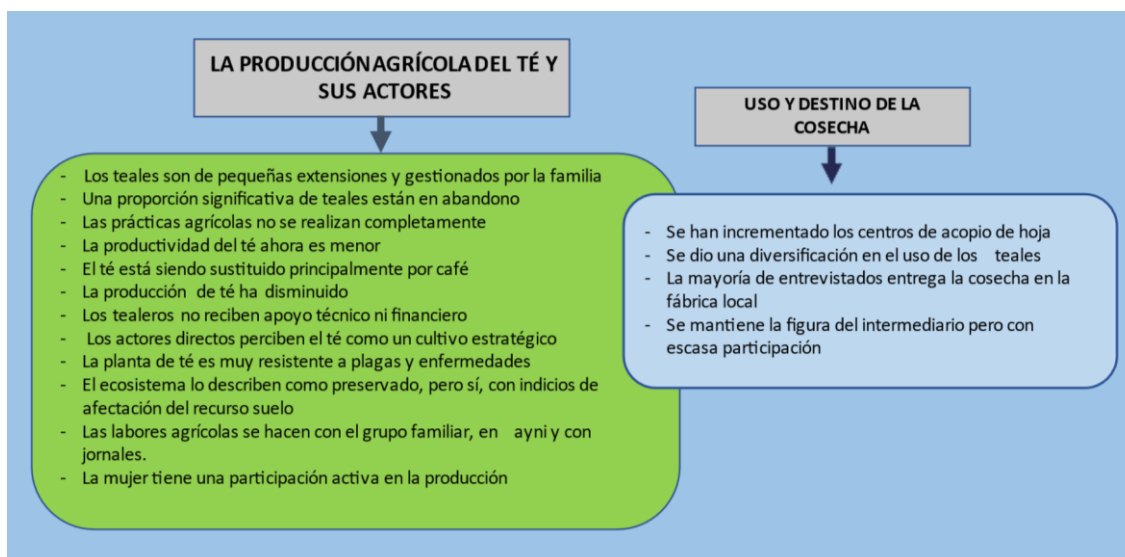 LA PRODUCCIÓN AGRÍCOLA DEL TÉ Y
SUS ACTORES
- Los teales son de pequeñas extensiones y gestionados por la familia
- Una proporción significativa de teales están en abandono
- Las prácticas agrícolas no se realizan completamente
- La productividad del té ahora es menor
- El té está siendo sustituido principalmente por café
- La producción de té ha disminuido
- Los tealeros no reciben apoyo técnico ni financiero
- Los actores directos perciben el té como un cultivo estratégico
- La planta de té es muy resistente a plagas y enfermedades
- El ecosistema lo describen como preservado, pero sí, con indicios de
afectación del recurso suelo
- Las labores agrícolas se hacen con el grupo familiar, en ayni y con
jornales.
- La mujer tiene una participación activa en la producción
USO Y DESTINO DE LA
COSECHA
- Se han incrementado los centros de acopio de hoja
- Se dio una diversificación en el uso de los teales
- La mayoría de entrevistados entrega la cosecha en la
fábrica local
- Se mantiene la figura del intermediario pero con
escasa participación